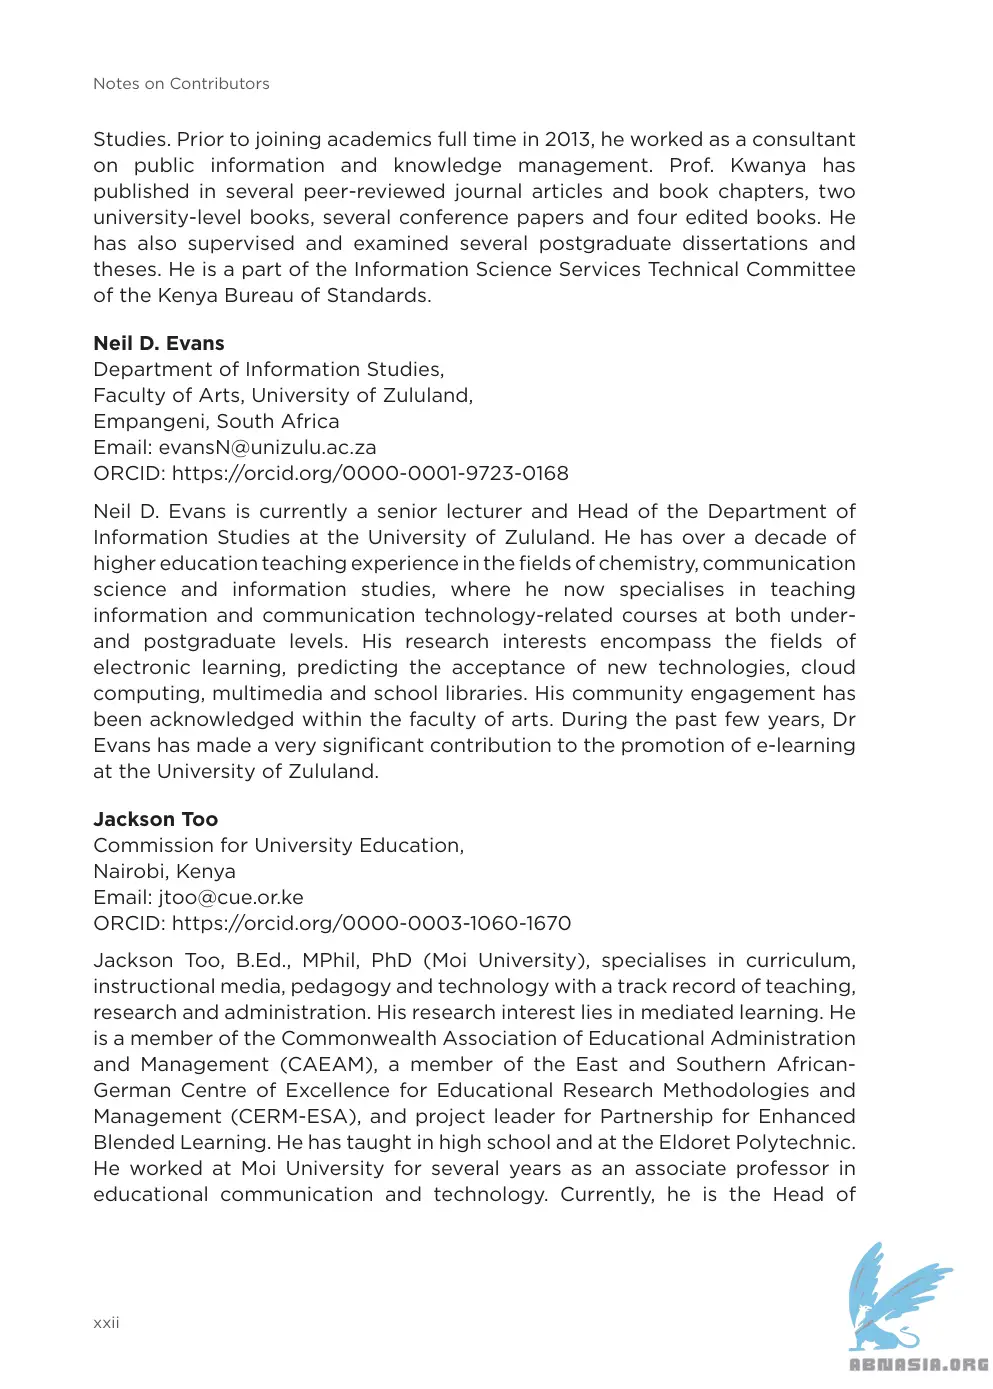 Notes on Contributors
Studies. Prior to joining academics full time in 2013, he worked as a consultant
on public information and knowledge management. Prof. Kwanya has
published in several peer-reviewed journal articles and book chapters, two
university-level books, several conference papers and four edited books. He
has also supervised and examined several postgraduate dissertations and
theses. He is a part of the Information Science Services Technical Committee
of the Kenya Bureau of Standards.
Neil D. Evans
Department of Information Studies,
Faculty of Arts, University of Zululand,
Empangeni, South Africa
Email: evansN@unizulu.ac.za
ORCID: https://orcid.org/0000-0001-9723-0168
Neil D. Evans is currently a senior lecturer and Head of the Department of
Information Studies at the University of Zululand. He has over a decade of
higher education teaching experience in the fields of chemistry, communication
science and information studies, where he now specialises in teaching
information and communication technology-related courses at both under-
and postgraduate levels. His research interests encompass the fields of
electronic learning, predicting the acceptance of new technologies, cloud
computing, multimedia and school libraries. His community engagement has
been acknowledged within the faculty of arts. During the past few years, Dr
Evans has made a very significant contribution to the promotion of e-learning
at the University of Zululand.
Jackson Too
Commission for University Education,
Nairobi, Kenya
Email: jtoo@cue.or.ke
ORCID: https://orcid.org/0000-0003-1060-1670
Jackson Too, B.Ed., MPhil, PhD (Moi University), specialises in curriculum,
instructional media, pedagogy and technology with a track record of teaching,
research and administration. His research interest lies in mediated learning. He
is a member of the Commonwealth Association of Educational Administration
and Management (CAEAM), a member of the East and Southern African-
German Centre of Excellence for Educational Research Methodologies and
Management (CERM-ESA), and project leader for Partnership for Enhanced
Blended Learning. He has taught in high school and at the Eldoret Polytechnic.
He worked at Moi University for several years as an associate professor in
educational communication and technology. Currently, he is the Head of
xxii
ABNASIA.ORG